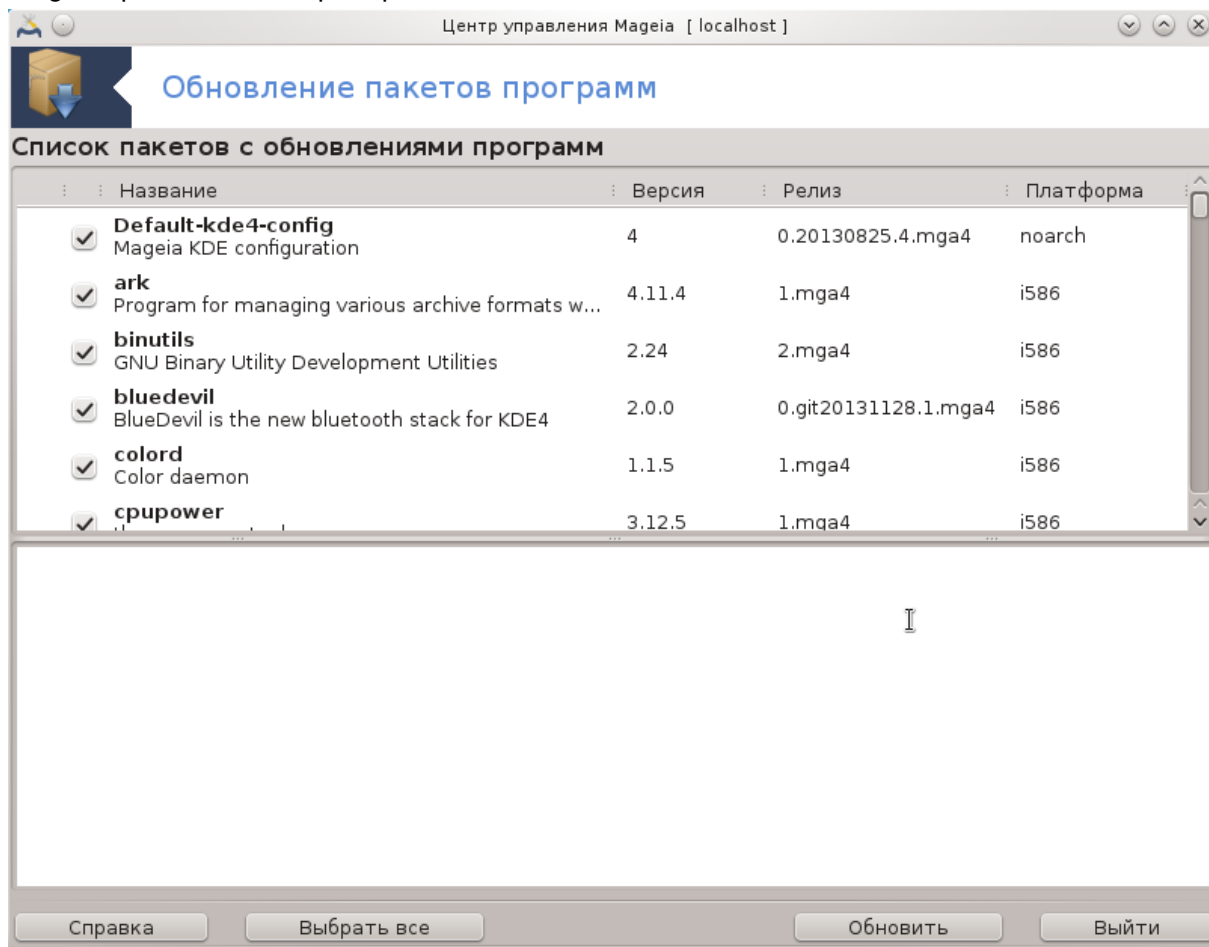 Центр управления Mageia [ localhost ]
Обновление пакетов программ
Список пакетов с обновлениями программ
Название Версия Релиз Платформа
Default-kde4-config
Mageia KDE configuration
4 0.20130825.4.mga4 noarch
ark
Program for managing various archive formats w...
4.11.4 1.mga4 i586
binutils
GNU Binary Utility Development Utilities
2.24 2.mga4 i586
bluedevil
BlueDevil is the new bluetooth stack for KDE4
2.0.0 0.git20131128.1.mga4 i586
colord
Color daemon
1.1.5 1.mga4 i586
cpupower
3.12.5 1.mga4 i586
Справка Выбрать все Обновить Выйти